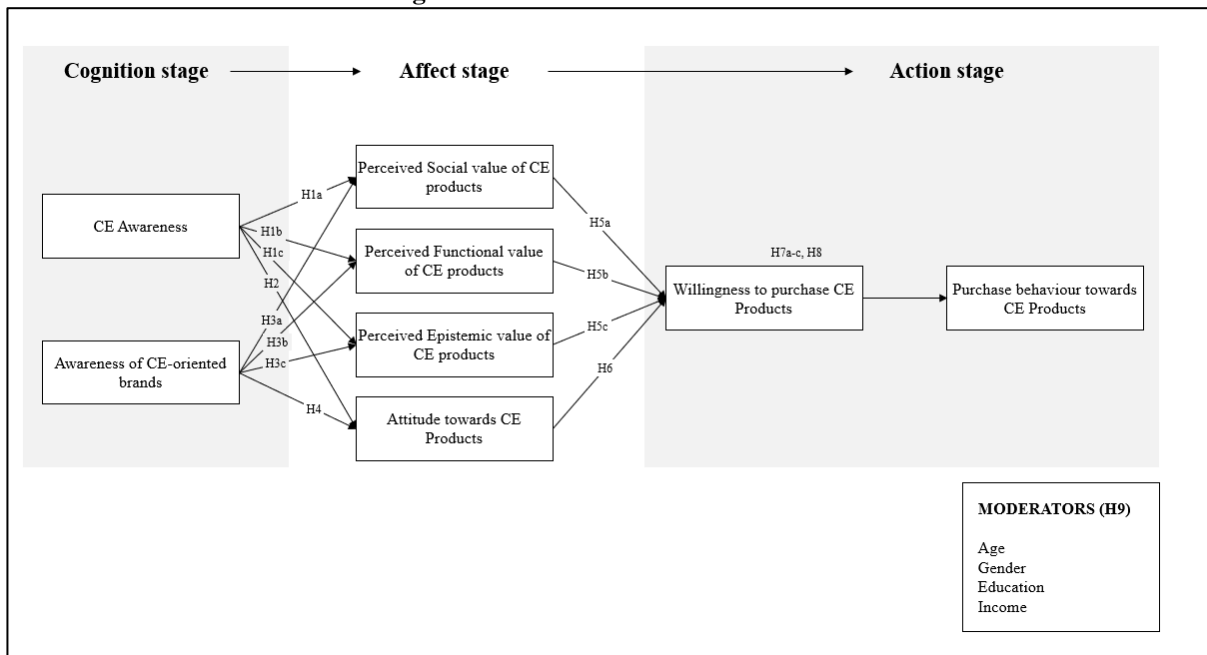 Cognition stage
Affect stage
Action stage
CE Awareness
Awareness of CE-oriented
brands
H1a
H1b
H1c
H2
H3a
H3b
H3c
H4
Perceived Social value of CE
products
Perceived Functional value
of CE products
Perceived Epistemic value of
CE products
Attitude towards CE
Products
H5a
H5b
H5c
H6
H7a-c, H8
Willingness to purchase CE
Products
Purchase behaviour towards
CE Products
MODERATORS (H9)
Age
Gender
Education
Income